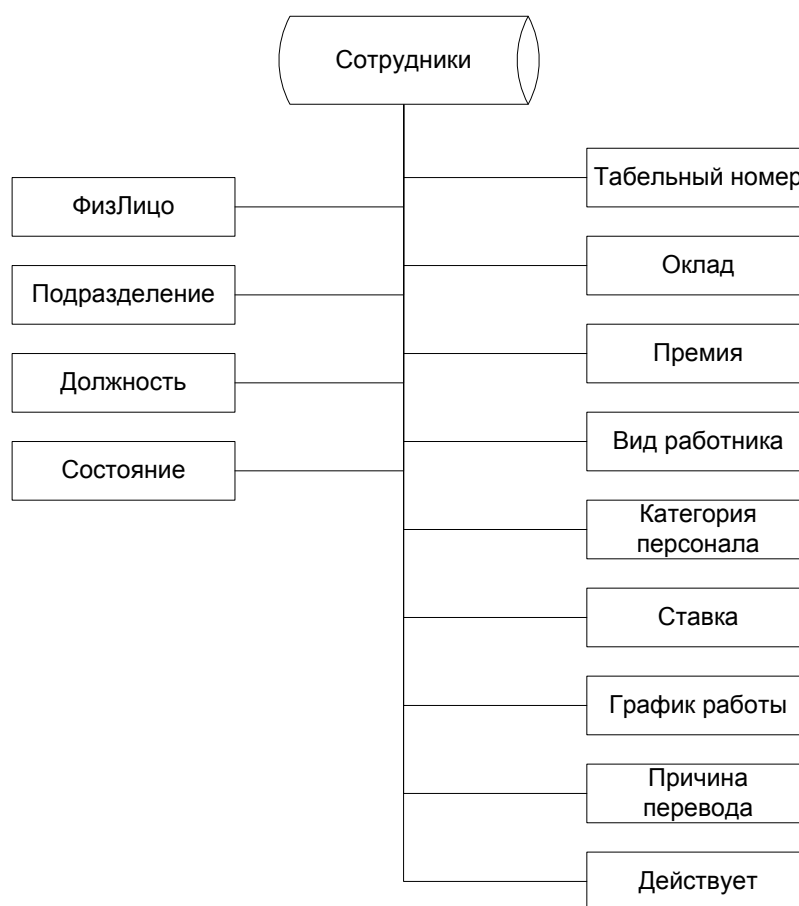 Сотрудники
ФизЛицо
Подразделение
Должность
Состояние
Табельный номер
Оклад
Премия
Вид работника
Категория
персонала
Ставка
График работы
Причина
перевода
Действует